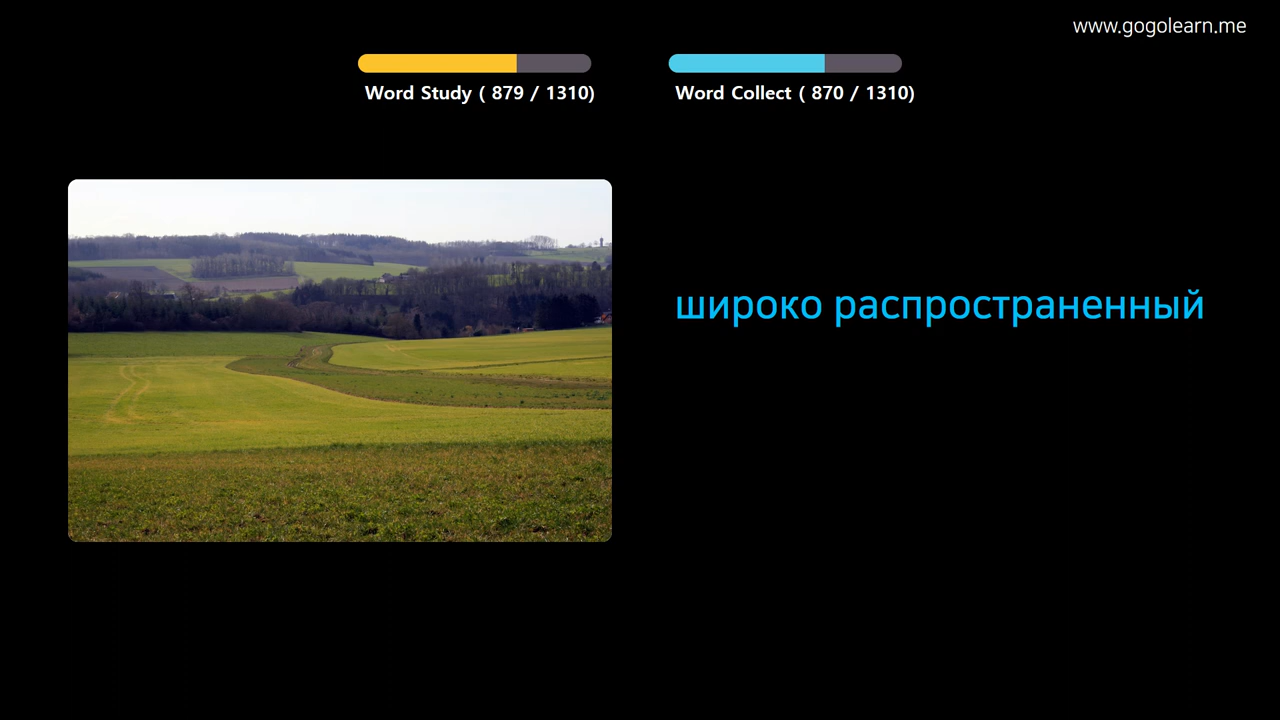 www.gogolearn.me
Word Study ( 879 / 1310)
Word Collect ( 870 / 1310)
широко распространенный